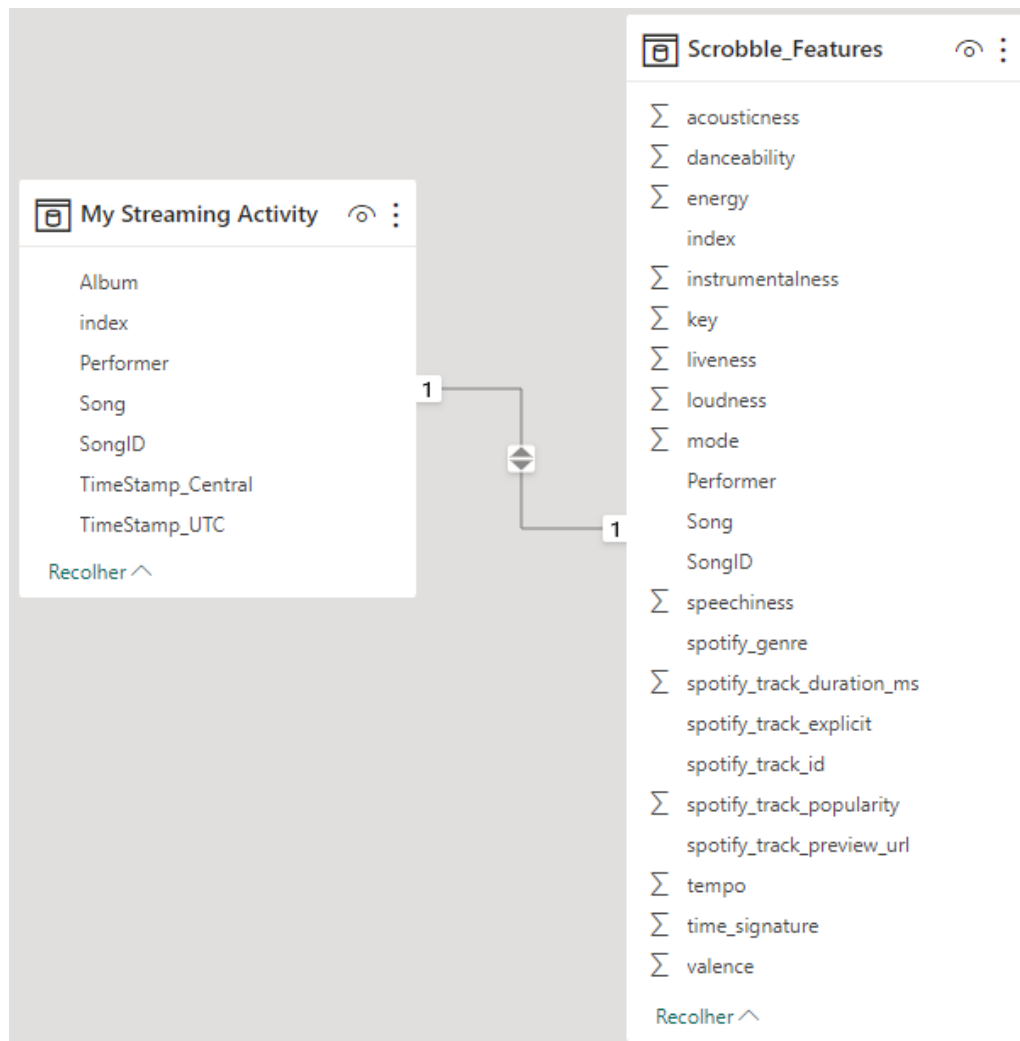 My Streaming Activity
Album
index
Performer
Song
SongID
TimeStamp_Central
TimeStamp_UTC
Recolher
1
1
Scrobble_Features
Σ acousticness
Σ danceability
Σ energy
index
Σ instrumentalness
Σ key
Σ liveness
Σ loudness
Σ mode
Performer
Song
SongID
Σ speechiness
spotify_genre
Σ spotify_track_duration_ms
spotify_track_explicit
spotify_track_id
Σ spotify_track_popularity
spotify_track_preview_url
Σ tempo
Σ time_signature
Σ valence
Recolher